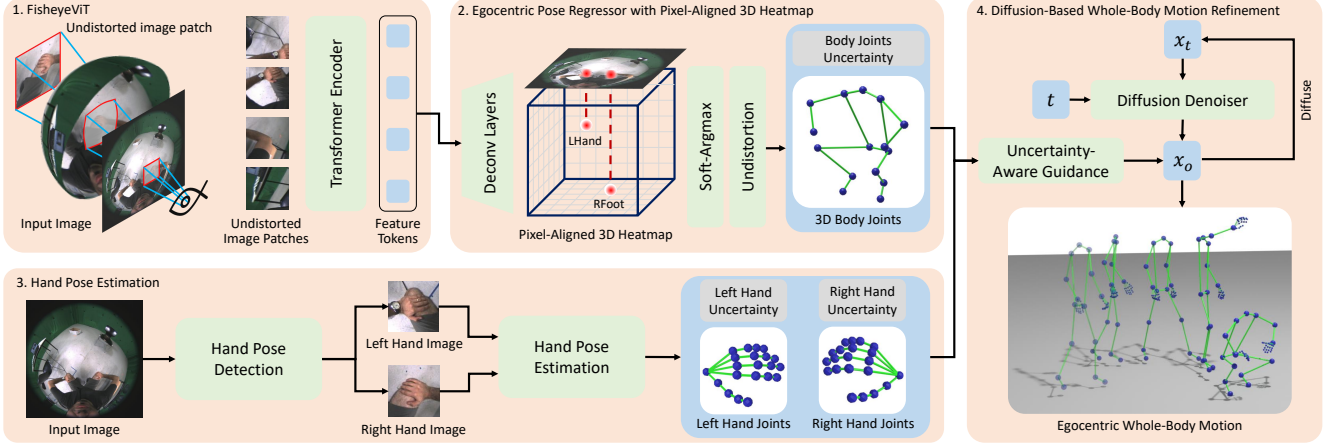 1. FisheyeViT
Undistorted image patch
Input Image
Undistorted
Image Patches
Transformer Encoder
Feature
Tokens
2. Egocentric Pose Regressor with Pixel-Aligned 3D Heatmap
Deconv Layers
LHand
RFoot
Pixel-Aligned 3D Heatmap
Soft-Argmax
Undistortion
Body Joints
Uncertainty
3D Body Joints
3. Hand Pose Estimation
Input Image
Hand Pose
Detection
Left Hand Image
Right Hand Image
Hand Pose
Estimation
Left Hand
Uncertainty
Right Hand
Uncertainty
Left Hand Joints
Right Hand Joints
4. Diffusion-Based Whole-Body Motion Refinement
x_t
t
Diffusion Denoiser
Diffuse
Uncertainty-
Aware Guidance
x_o
Egocentric Whole-Body Motion